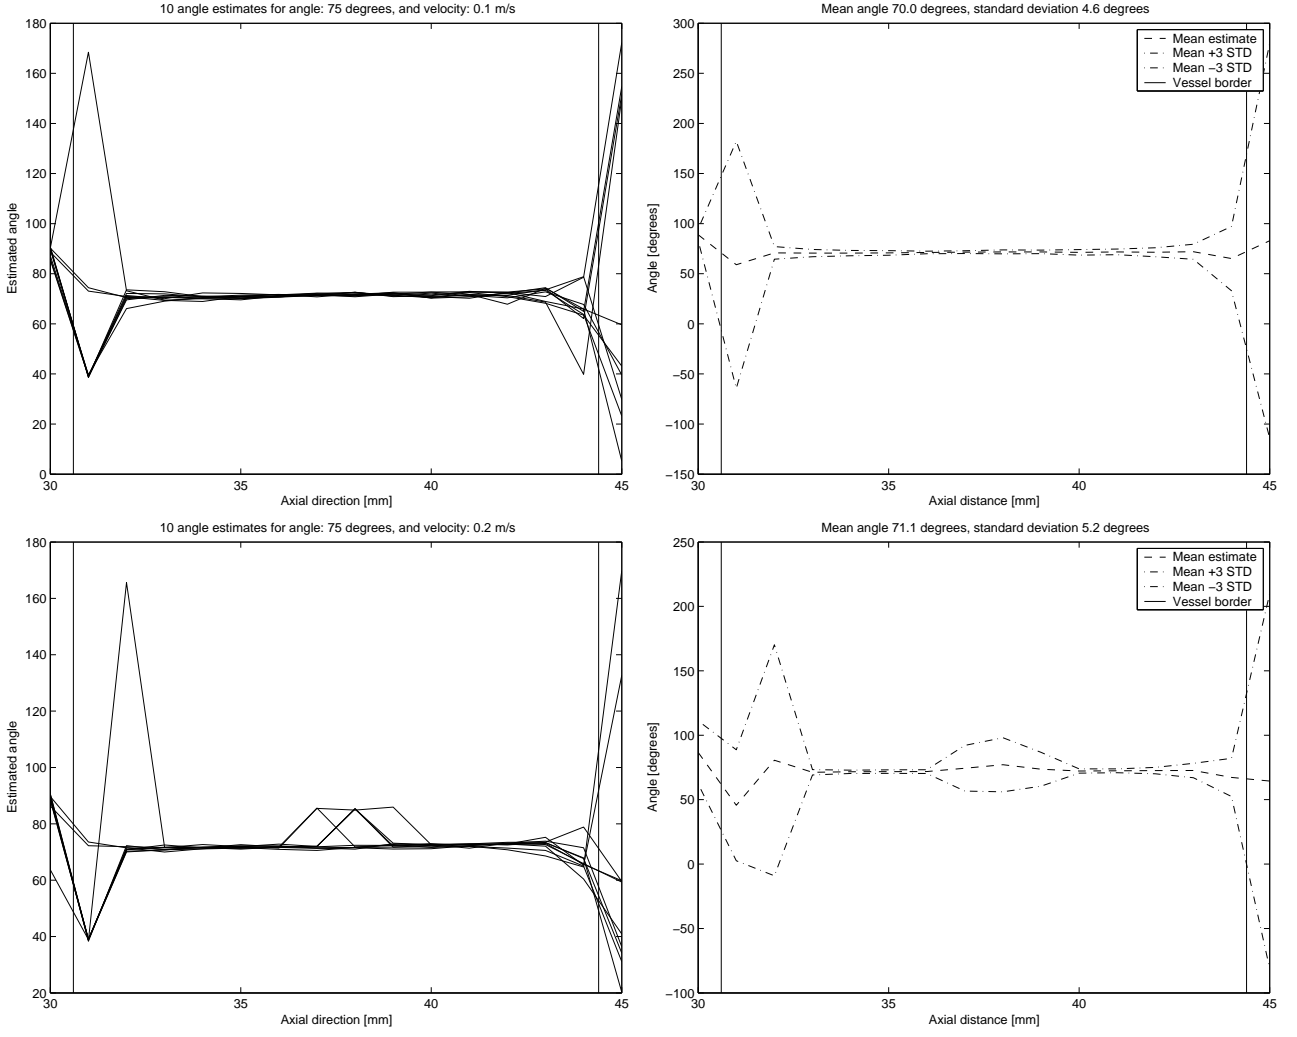 10 angle estimates for angle: 75 degrees, and velocity: 0.1 m/s
180
160
140
120
100
80
60
40
20
0
Estimated angle
30
35
40
45
Axial direction [mm]
Mean angle 70.0 degrees, standard deviation 4.6 degrees
300
250
200
150
100
50
0
−50
−100
−150
Angle [degrees]
Mean estimate
Mean +3 STD
Mean −3 STD
Vessel border
30
35
40
45
Axial distance [mm]
10 angle estimates for angle: 75 degrees, and velocity: 0.2 m/s
180
160
140
120
100
80
60
40
20
Estimated angle
30
35
40
45
Axial direction [mm]
Mean angle 71.1 degrees, standard deviation 5.2 degrees
250
200
150
100
50
0
−50
−100
Angle [degrees]
Mean estimate
Mean +3 STD
Mean −3 STD
Vessel border
30
35
40
45
Axial distance [mm]